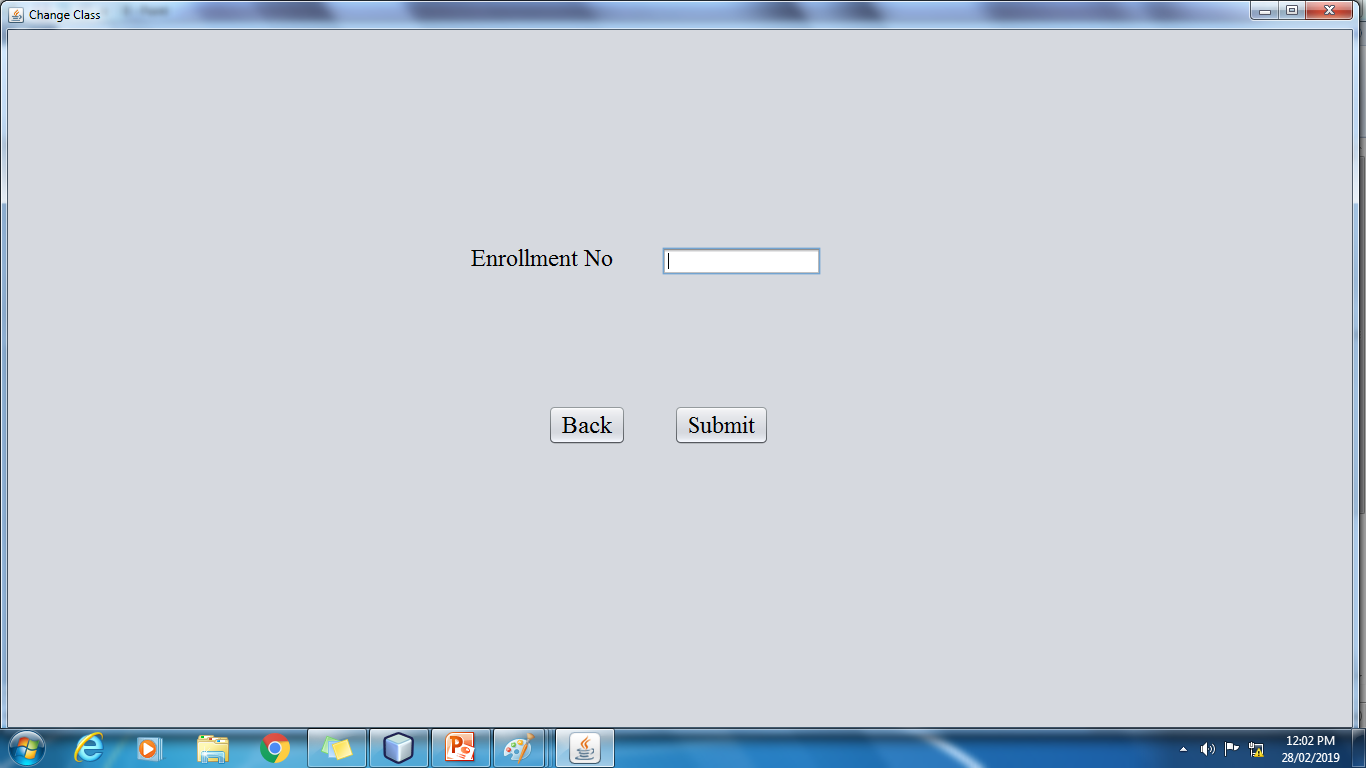 Change Class
Enrollment No
Back
Submit
12:02 PM
28/02/2019